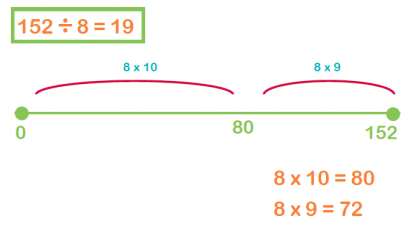 152 ÷ 8 = 19
8 x 10 8 x 9
0 80 152
8 x 10 = 80
8 x 9 = 72